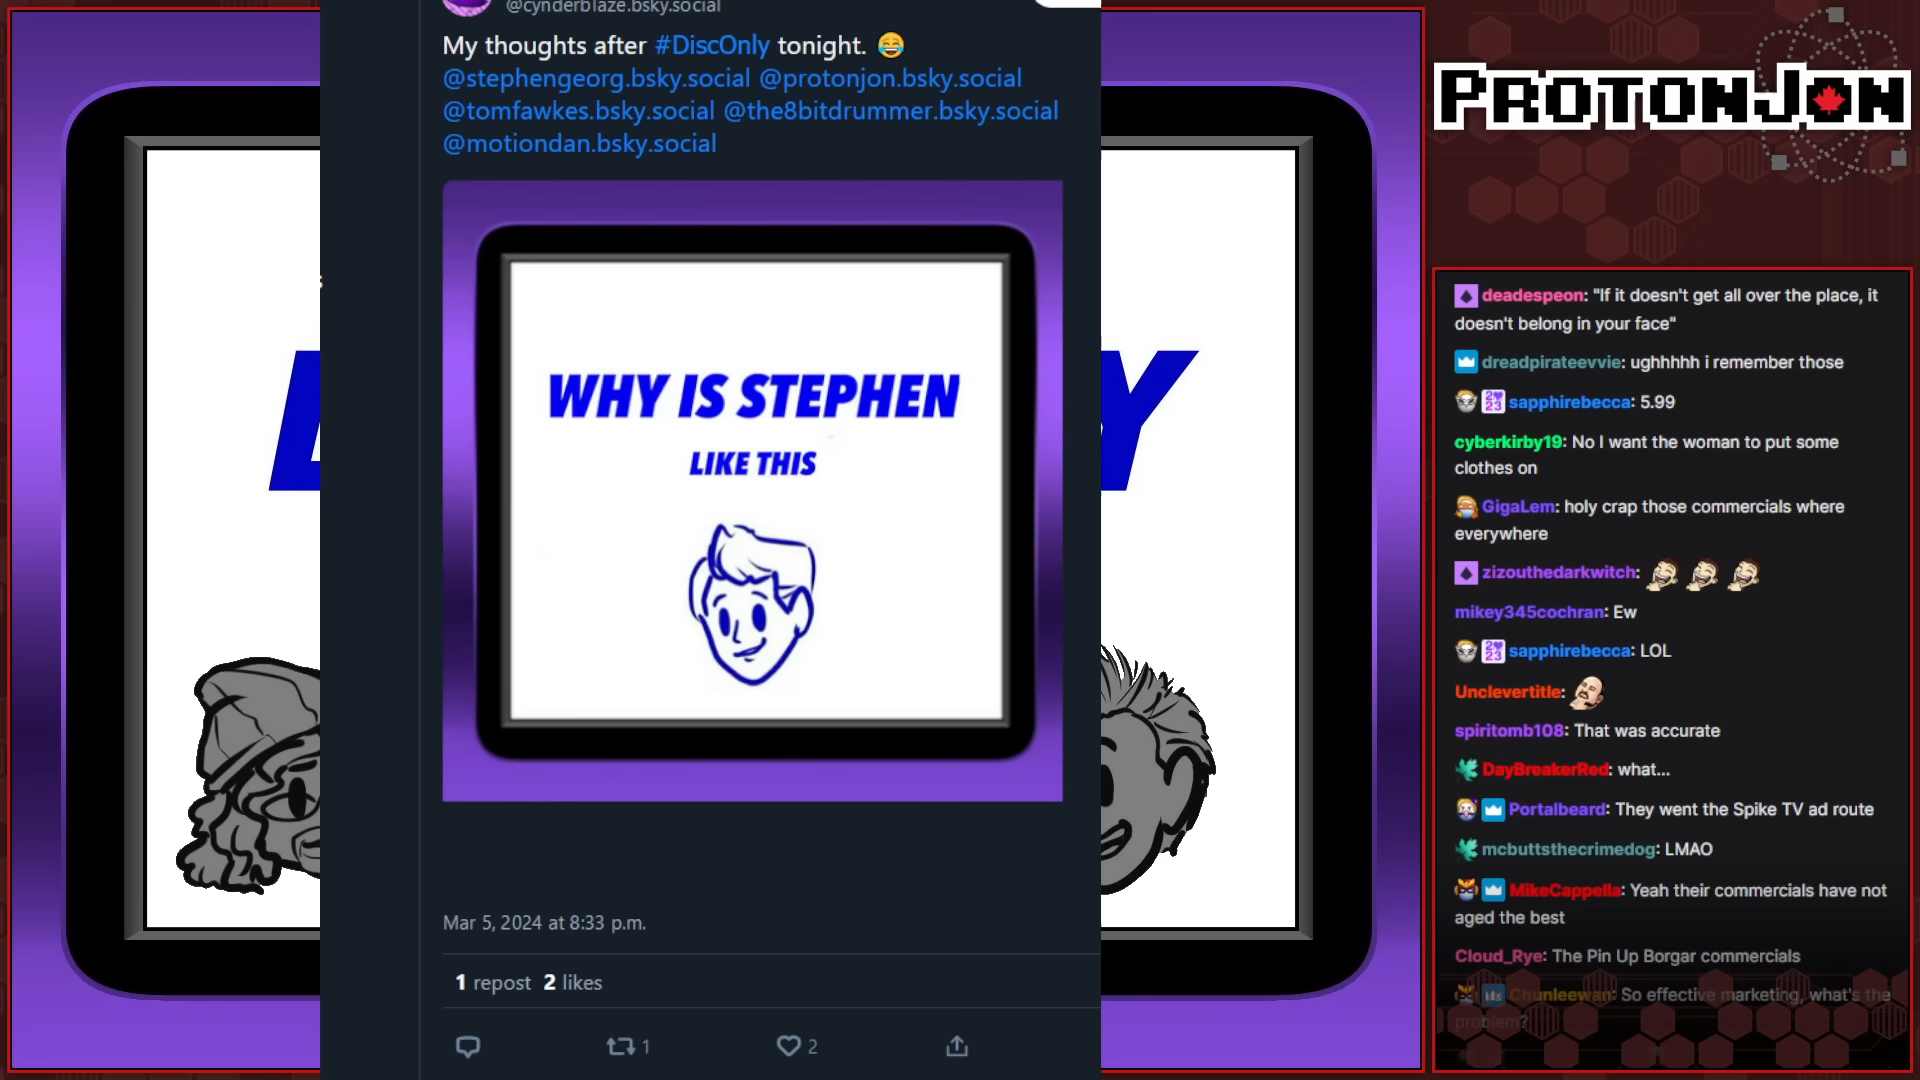 @cynderblaze.bsky.social
My thoughts after #DiscOnly tonight. 😂
@stephengeorg.bsky.social @protonjon.bsky.social
@tomfawkes.bsky.social @the8bitdrummer.bsky.social
@motiondan.bsky.social
WHY IS STEPHEN
LIKE THIS
Mar 5, 2024 at 8:33 p.m.
1 repost 2 likes
1 2
Y
PROTONJON
deadespeon: "If it doesn't get all over the place, it
doesn't belong in your face"
dreadpirateevvie: ughhhhh i remember those
sapphirebecca: 5.99
cyberkirby19: No I want the woman to put some
clothes on
GigaLem: holy crap those commercials where
everywhere
zizouthedarkwitch:
mikey345cochran: Ew
sapphirebecca: LOL
Unclevertitle:
spiritomb108: That was accurate
DayBreakerRed: what...
Portalbeard: They went the Spike TV ad route
mcbuttsthecrimedog: LMAO
MikeCappella: Yeah their commercials have not
aged the best
Cloud_Rye: The Pin Up Borgar commercials
Chunleewan: So effective marketing, what's the
problem?